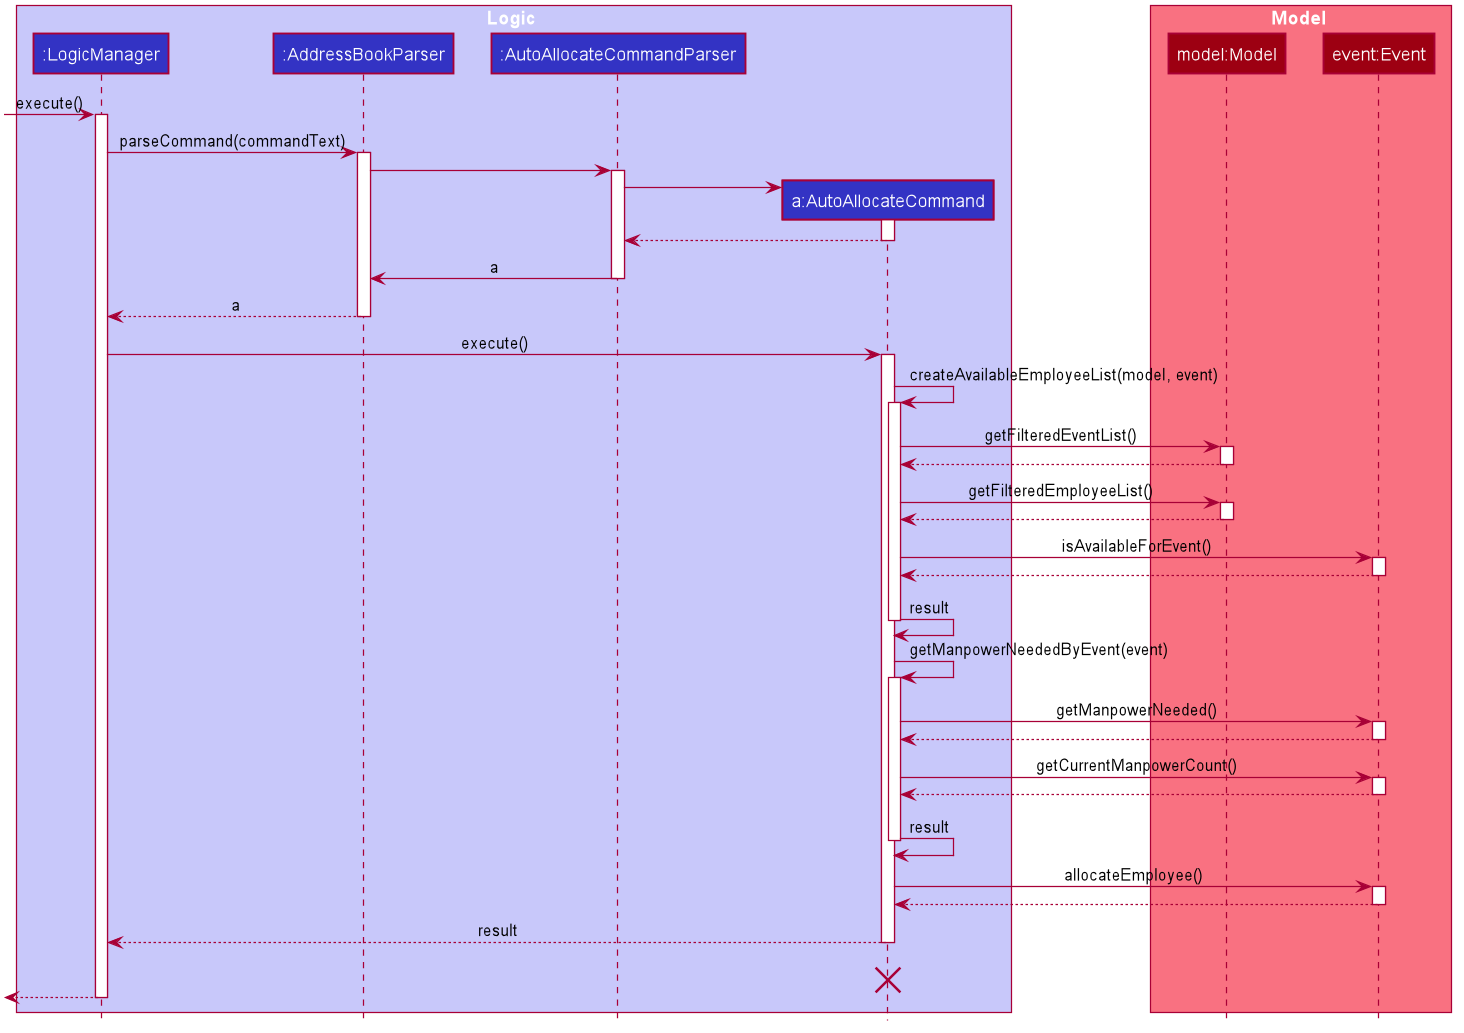 Logic
Model
:LogicManager
:AddressBookParser
:AutoAllocateCommandParser
model:Model
event:Event
execute()
parseCommand(commandText)
a:AutoAllocateCommand
a
a
execute()
createAvailableEmployeeList(model, event)
getFilteredEventList()
getFilteredEmployeeList()
isAvailableForEvent()
result
getManpowerNeededByEvent(event)
getManpowerNeeded()
getCurrentManpowerCount()
result
allocateEmployee()
result